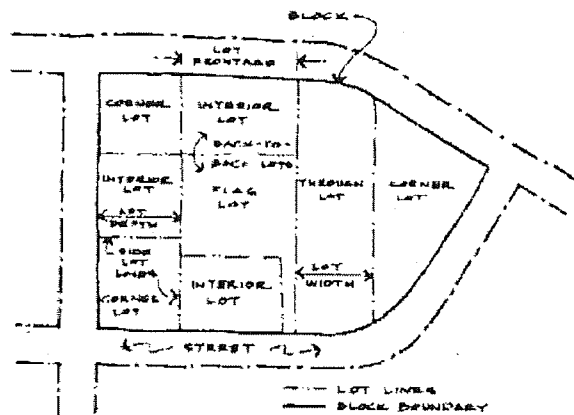 BLOCK
LOT
FRONTAGE
CORNER
LOT
INTERIOR
LOT
BACK-TO-
BACK LOTS
INTERIOR
LOT
FLAG
LOT
THROUGH
LOT
CORNER
LOT
LOT
DEPTH
SIDE
LOT
LINES
CORNER
LOT
INTERIOR
LOT
LOT
WIDTH
STREET
LOT LINES
BLOCK BOUNDARY